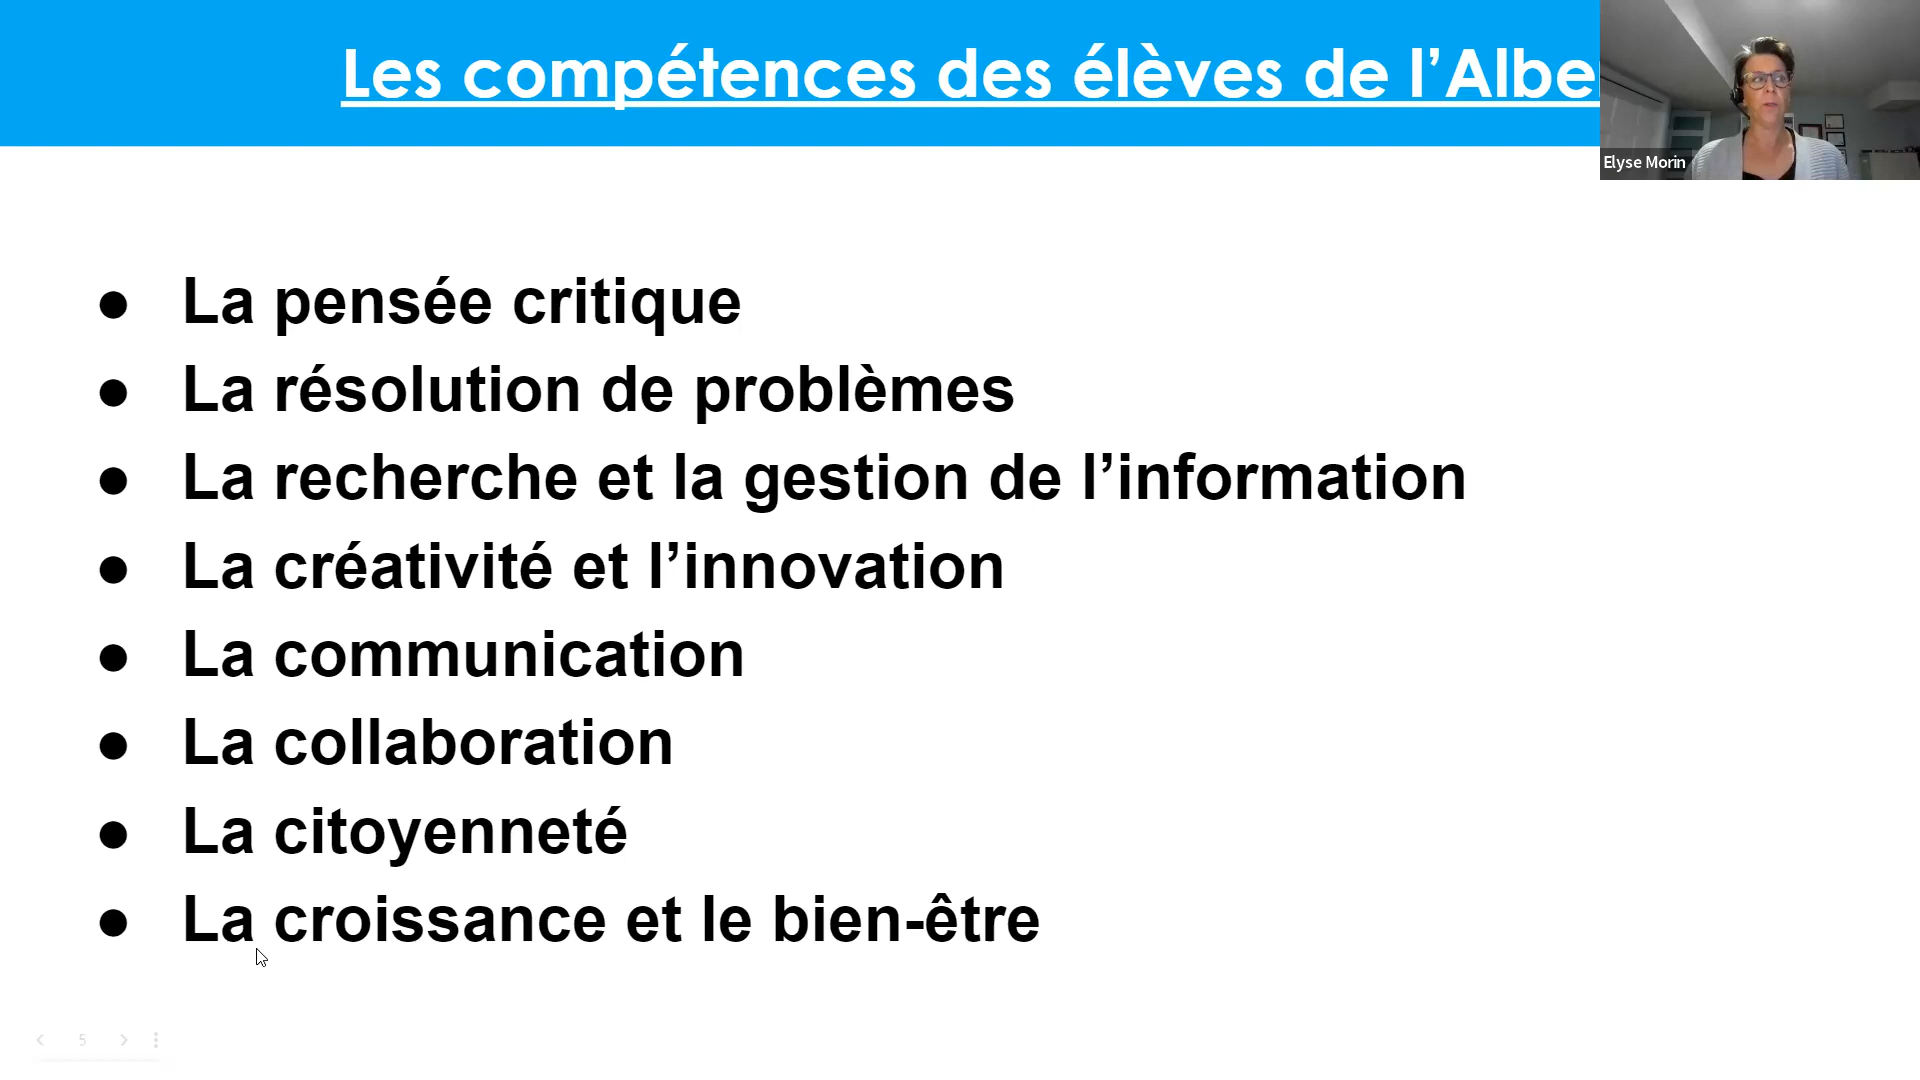 Les compétences des élèves de l’Albe
Elyse Morin
● La pensée critique
● La résolution de problèmes
● La recherche et la gestion de l’information
● La créativité et l’innovation
● La communication
● La collaboration
● La citoyenneté
● La croissance et le bien-être
5